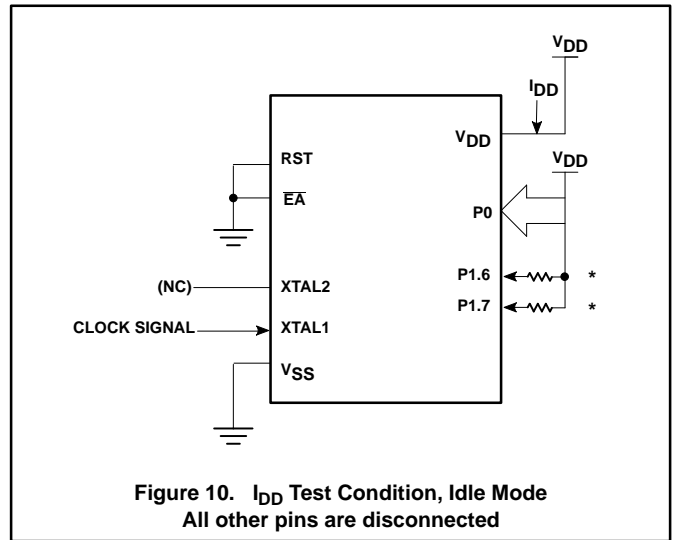 VDD
IDD
VDD
VDD
RST
EA
P0
P1.6 *
(NC) XTAL2
P1.7 *
CLOCK SIGNAL XTAL1
VSS
Figure 10. IDD Test Condition, Idle Mode
All other pins are disconnected